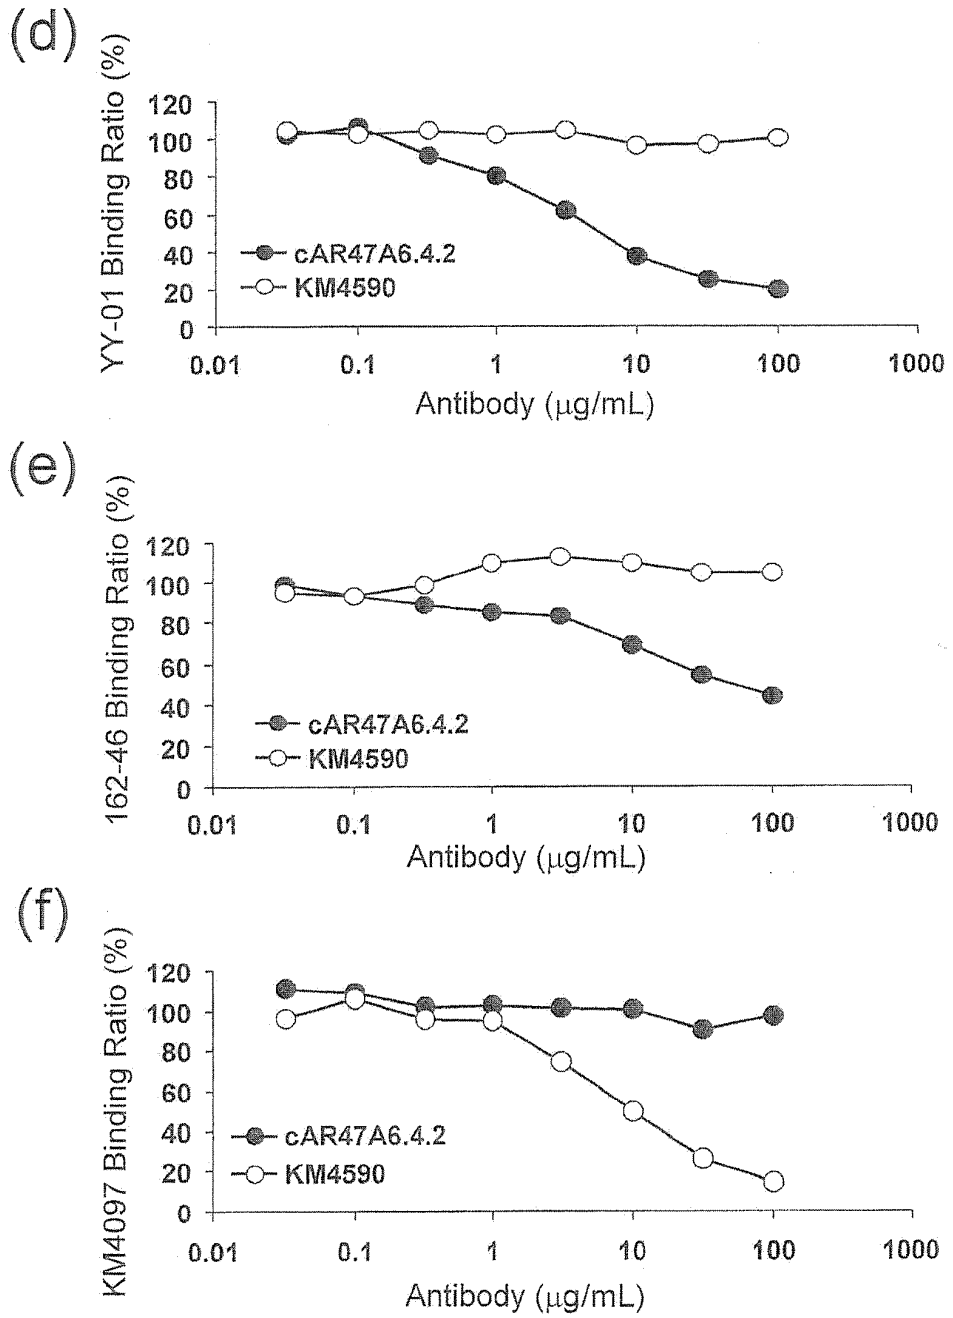 (d)
YY-01 Binding Ratio (%)
120
100
80
60
40
20
0
cAR47A6.4.2
KM4590
0.01 0.1 1 10 100 1000
Antibody (µg/mL)
(e)
162-46 Binding Ratio (%)
120
100
80
60
40
20
0
cAR47A6.4.2
KM4590
0.01 0.1 1 10 100 1000
Antibody (µg/mL)
(f)
KM4097 Binding Ratio (%)
120
100
80
60
40
20
0
cAR47A6.4.2
KM4590
0.01 0.1 1 10 100 1000
Antibody (µg/mL)